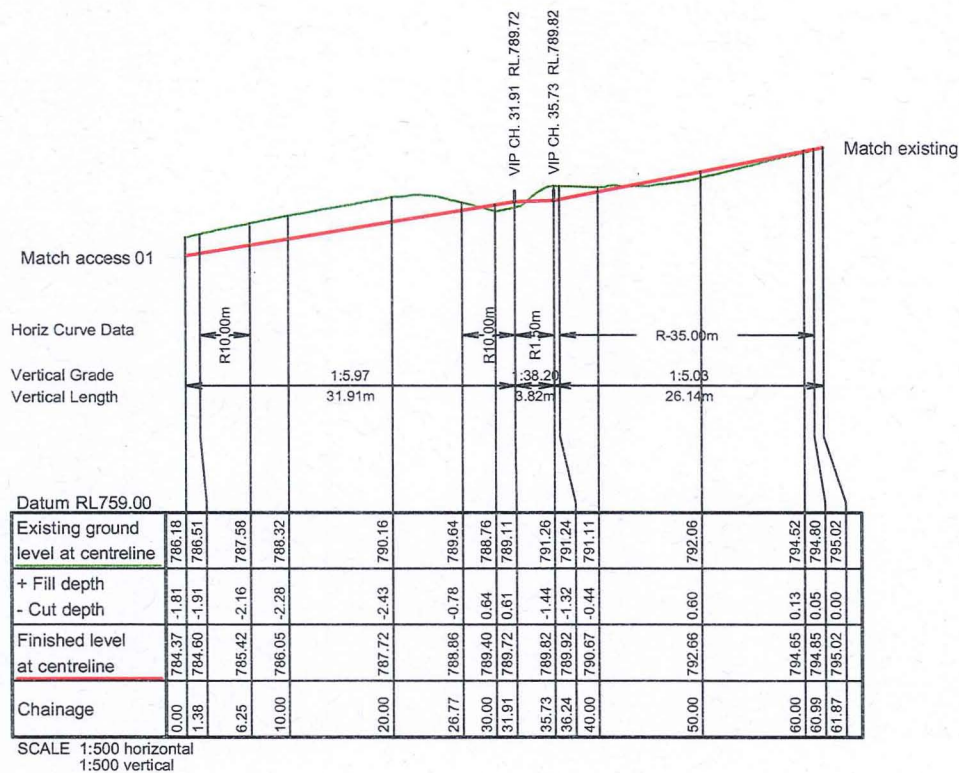 VIP CH. 31.91 RL.789.72
VIP CH. 35.73 RL.789.82
Match existing
Match access 01
Horiz Curve Data
R10.00m
R10.00m
R1.50m
R-35.00m
Vertical Grade
1:5.97
1:38.20
1:5.03
Vertical Length
31.91m
3.82m
26.14m
Datum RL759.00
Existing ground
level at centreline
786.18 786.51 787.58 788.32 790.16 789.64 788.76 789.11 791.26 791.24 791.11 792.06 794.52 794.80 795.02
+ Fill depth
- Cut depth
-1.81 -1.91 -2.16 -2.28 -2.43 -0.78 0.64 0.61 -1.44 -1.32 -0.44 0.60 0.13 0.05 0.00
Finished level
at centreline
784.37 784.60 785.42 786.05 787.72 788.86 789.40 789.72 789.82 789.92 790.67 792.66 794.65 794.85 795.02
Chainage
0.00 1.38 6.25 10.00 20.00 26.77 30.00 31.91 35.73 36.24 40.00 50.00 60.00 60.99 61.87
SCALE 1:500 horizontal
1:500 vertical